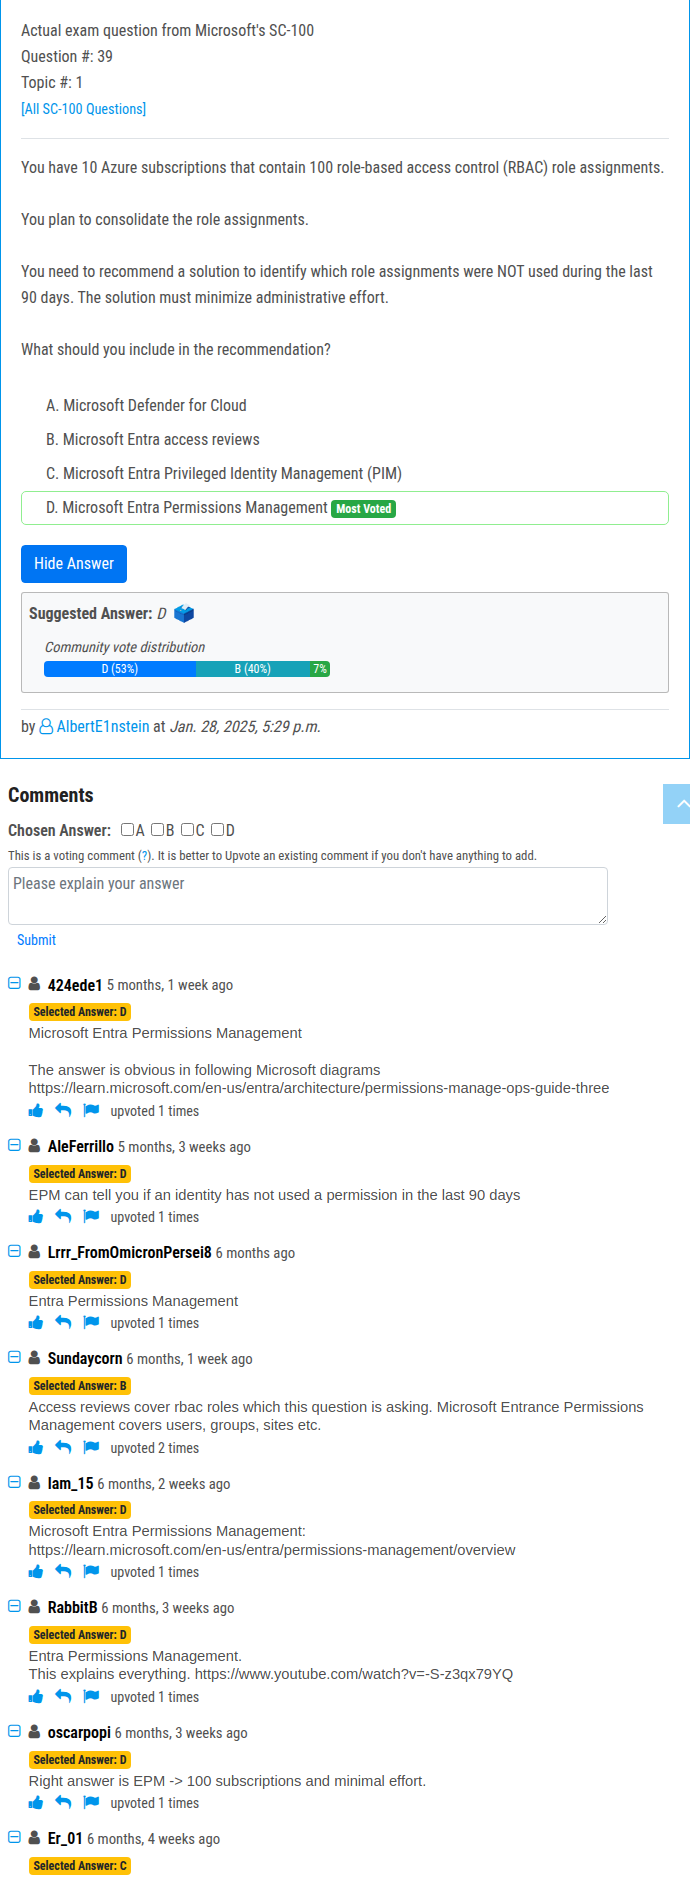 Actual exam question from Microsoft's SC-100
Question #: 39
Topic #: 1
[All SC-100 Questions]
You have 10 Azure subscriptions that contain 100 role-based access control (RBAC) role assignments.
You plan to consolidate the role assignments.
You need to recommend a solution to identify which role assignments were NOT used during the last
90 days. The solution must minimize administrative effort.
What should you include in the recommendation?
A. Microsoft Defender for Cloud
B. Microsoft Entra access reviews
C. Microsoft Entra Privileged Identity Management (PIM)
D. Microsoft Entra Permissions Management Most Voted
Hide Answer
Suggested Answer: D
Community vote distribution
D (53%) B (40%) 7%
by AlbertE1nstein at Jan. 28, 2025, 5:29 p.m.
Comments
Chosen Answer: A B C D
This is a voting comment (?). It is better to Upvote an existing comment if you don't have anything to add.
Please explain your answer
Submit
424ede1 5 months, 1 week ago
Selected Answer: D
Microsoft Entra Permissions Management
The answer is obvious in following Microsoft diagrams
https://learn.microsoft.com/en-us/entra/architecture/permissions-manage-ops-guide-three
upvoted 1 times
AleFerrillo 5 months, 3 weeks ago
Selected Answer: D
EPM can tell you if an identity has not used a permission in the last 90 days
upvoted 1 times
Lrrr_FromOmicronPersei8 6 months ago
Selected Answer: D
Entra Permissions Management
upvoted 1 times
Sundaycorn 6 months, 1 week ago
Selected Answer: B
Access reviews cover rbac roles which this question is asking. Microsoft Entrance Permissions
Management covers users, groups, sites etc.
upvoted 2 times
Iam_15 6 months, 2 weeks ago
Selected Answer: D
Microsoft Entra Permissions Management:
https://learn.microsoft.com/en-us/entra/permissions-management/overview
upvoted 1 times
RabbitB 6 months, 3 weeks ago
Selected Answer: D
Entra Permissions Management.
This explains everything. https://www.youtube.com/watch?v=-S-z3qx79YQ
upvoted 1 times
oscarpopi 6 months, 3 weeks ago
Selected Answer: D
Right answer is EPM -> 100 subscriptions and minimal effort.
upvoted 1 times
Er_01 6 months, 4 weeks ago
Selected Answer: C